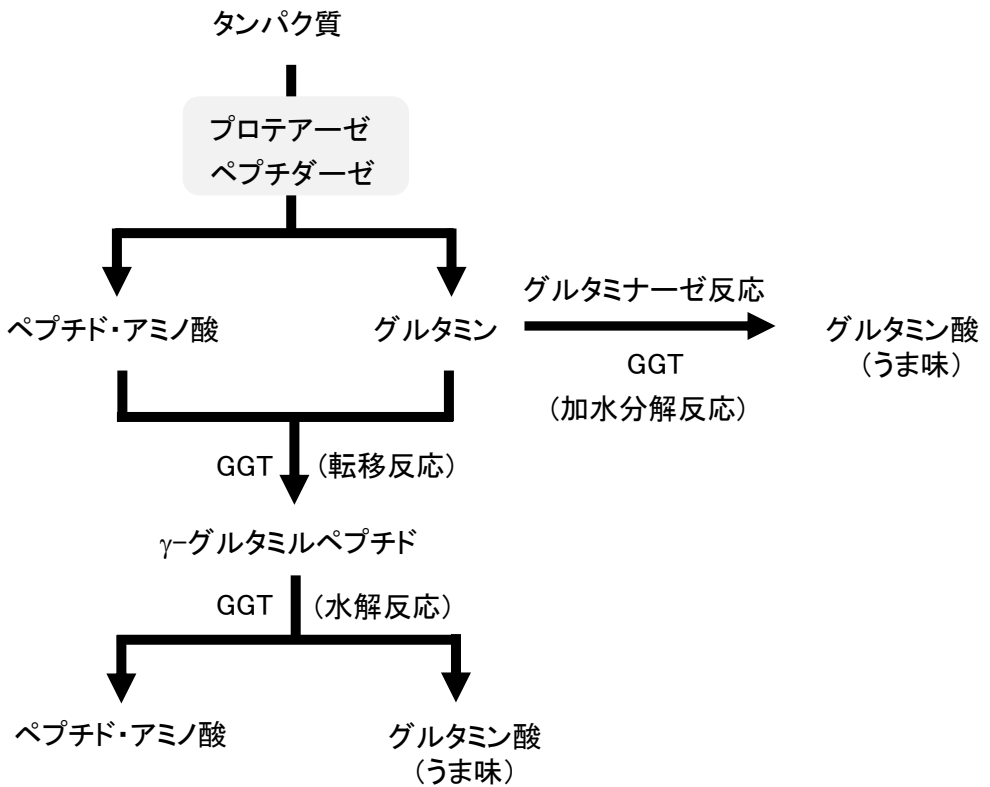 タンパク質
プロテアーゼ
ペプチダーゼ
グルタミナーゼ反応
ペプチド・アミノ酸
グルタミン
グルタミン酸
(うま味)
GGT
(加水分解反応)
GGT (転移反応)
γ-グルタミルペプチド
GGT (水解反応)
ペプチド・アミノ酸
グルタミン酸
(うま味)